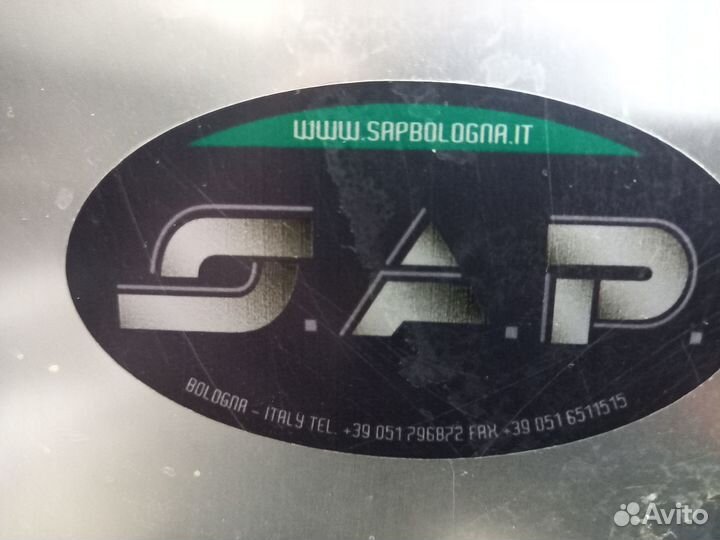 WWW.SAPBOLOGNA.IT
S.A.P.
BOLOGNA - ITALY TEL. +39 051 796872 FAX +39 051 6511515
Avito